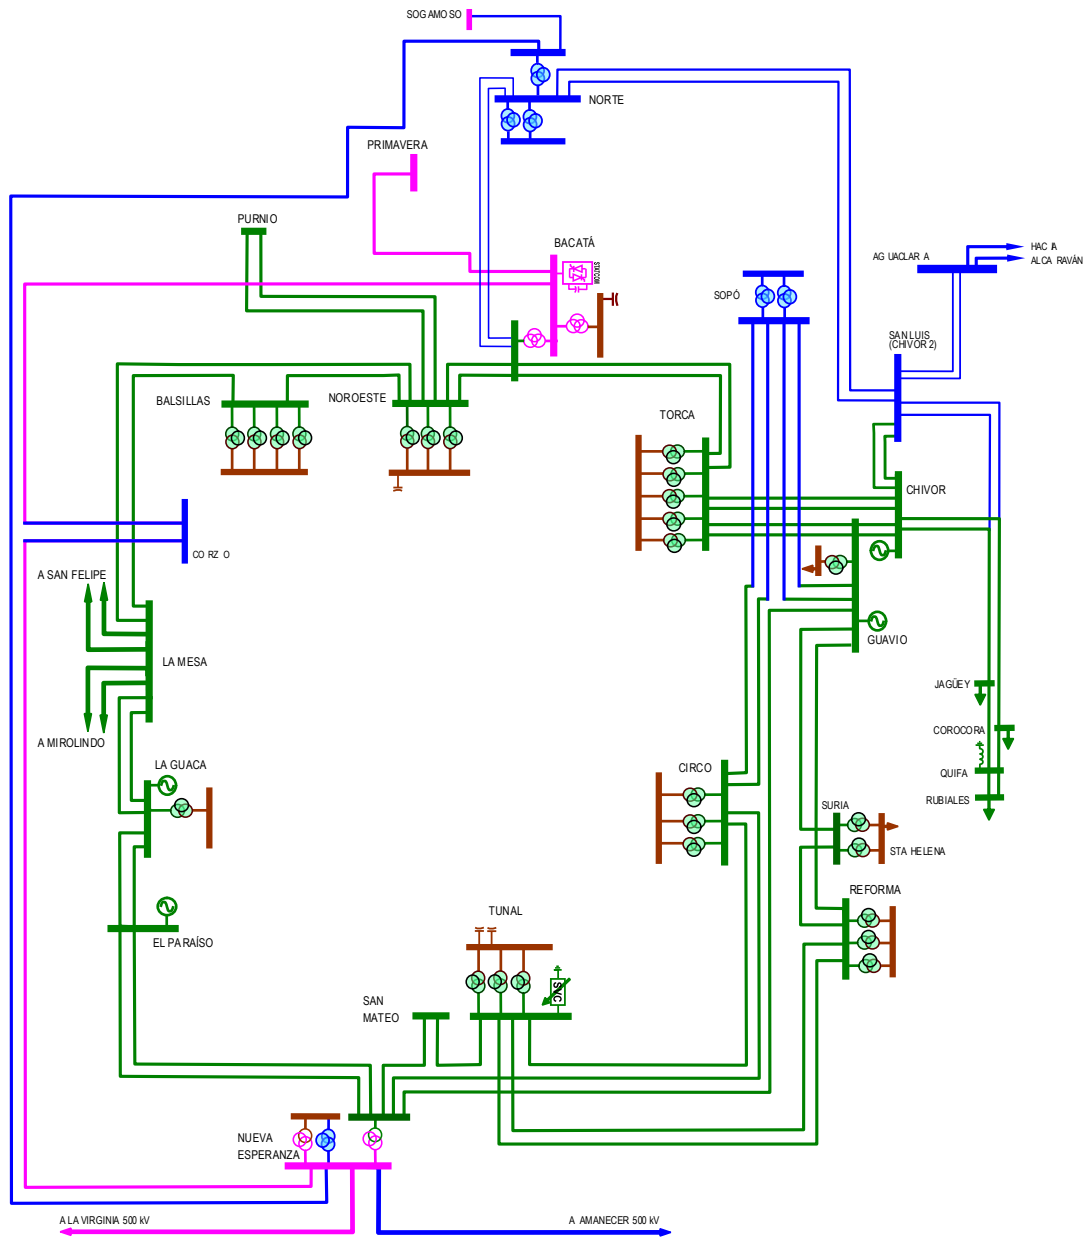 SOGAMOSO
NORTE
PRIMAVERA
PURNIO
BACATÁ
STATCOM
HACIA
ALCARAVÁN
AGUACLARA
SOPÓ
SAN LUIS
(CHIVOR 2)
BALSILLAS
NOROESTE
TORCA
CHIVOR
CORZO
A SAN FELIPE
GUAVIO
LA MESA
JAGÜEY
COROCORA
A MIROLINDO
LA GUACA
CIRCO
QUIFA
RUBIALES
SURIA
STA HELENA
REFORMA
TUNAL
EL PARAÍSO
SVC
SAN
MATEO
NUEVA
ESPERANZA
A LA VIRGINIA 500 kV
A AMANECER 500 kV